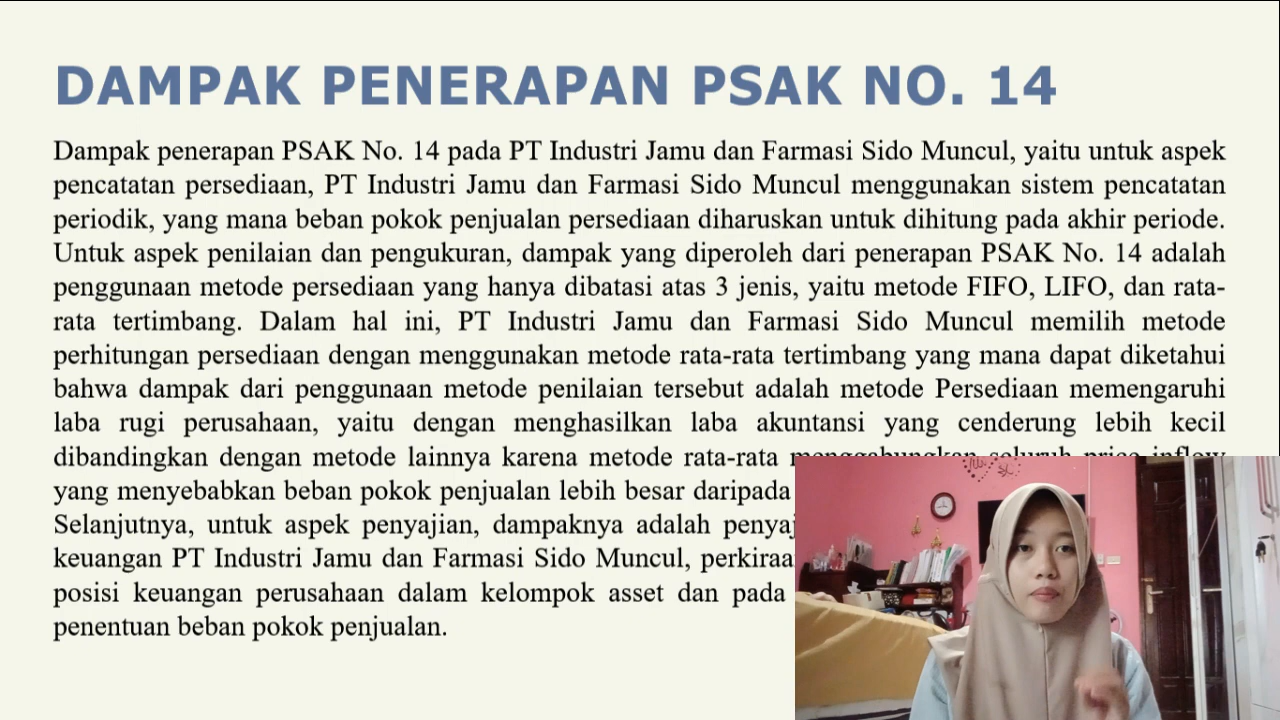 DAMPAK PENERAPAN PSAK NO. 14
Dampak penerapan PSAK No. 14 pada PT Industri Jamu dan Farmasi Sido Muncul, yaitu untuk aspek
pencatatan persediaan, PT Industri Jamu dan Farmasi Sido Muncul menggunakan sistem pencatatan
periodik, yang mana beban pokok penjualan persediaan diharuskan untuk dihitung pada akhir periode.
Untuk aspek penilaian dan pengukuran, dampak yang diperoleh dari penerapan PSAK No. 14 adalah
penggunaan metode persediaan yang hanya dibatasi atas 3 jenis, yaitu metode FIFO, LIFO, dan rata-
rata tertimbang. Dalam hal ini, PT Industri Jamu dan Farmasi Sido Muncul memilih metode
perhitungan persediaan dengan menggunakan metode rata-rata tertimbang yang mana dapat diketahui
bahwa dampak dari penggunaan metode penilaian tersebut adalah metode Persediaan memengaruhi
laba rugi perusahaan, yaitu dengan menghasilkan laba akuntansi yang cenderung lebih kecil
dibandingkan dengan metode lainnya karena metode rata-rata menggabungkan seluruh price inflow
yang menyebabkan beban pokok penjualan lebih besar daripada
Selanjutnya, untuk aspek penyajian, dampaknya adalah
keuangan PT Industri Jamu dan Farmasi Sido Muncul,
posisi keuangan perusahaan dalam kelompok asset dan pada
penentuan beban pokok penjualan.